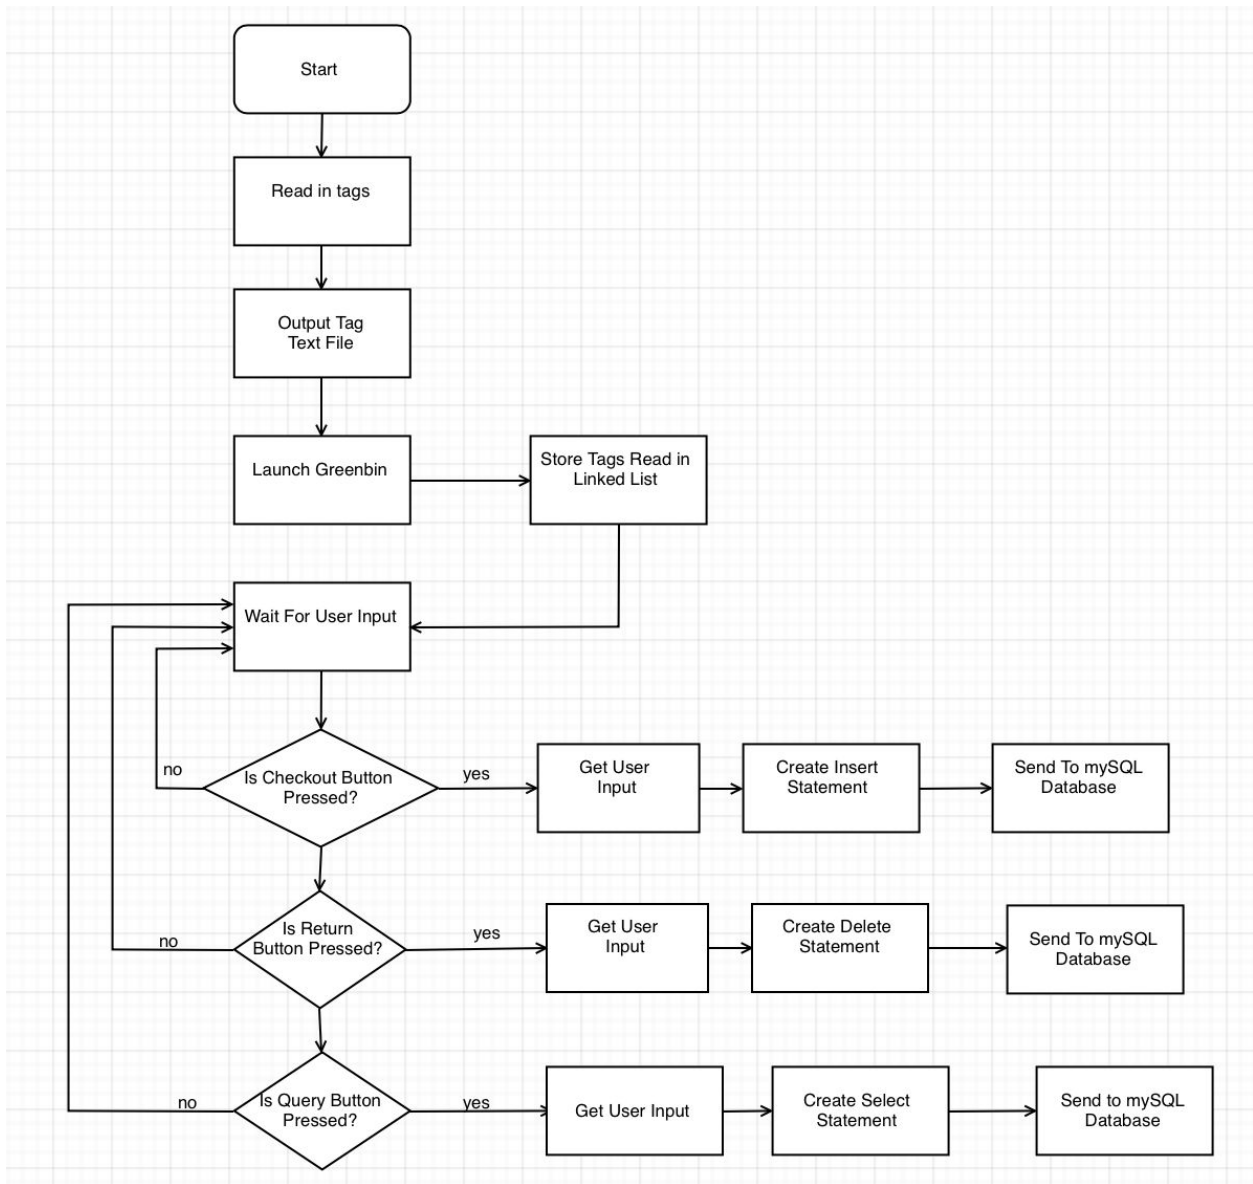 Start
Read in tags
Output Tag
Text File
Launch Greenbin
Store Tags Read in
Linked List
Wait For User Input
no
Is Checkout Button
Pressed?
yes
Get User
Input
Create Insert
Statement
Send To mySQL
Database
no
Is Return
Button Pressed?
yes
Get User
Input
Create Delete
Statement
Send To mySQL
Database
no
Is Query Button
Pressed?
yes
Get User Input
Create Select
Statement
Send to mySQL
Database